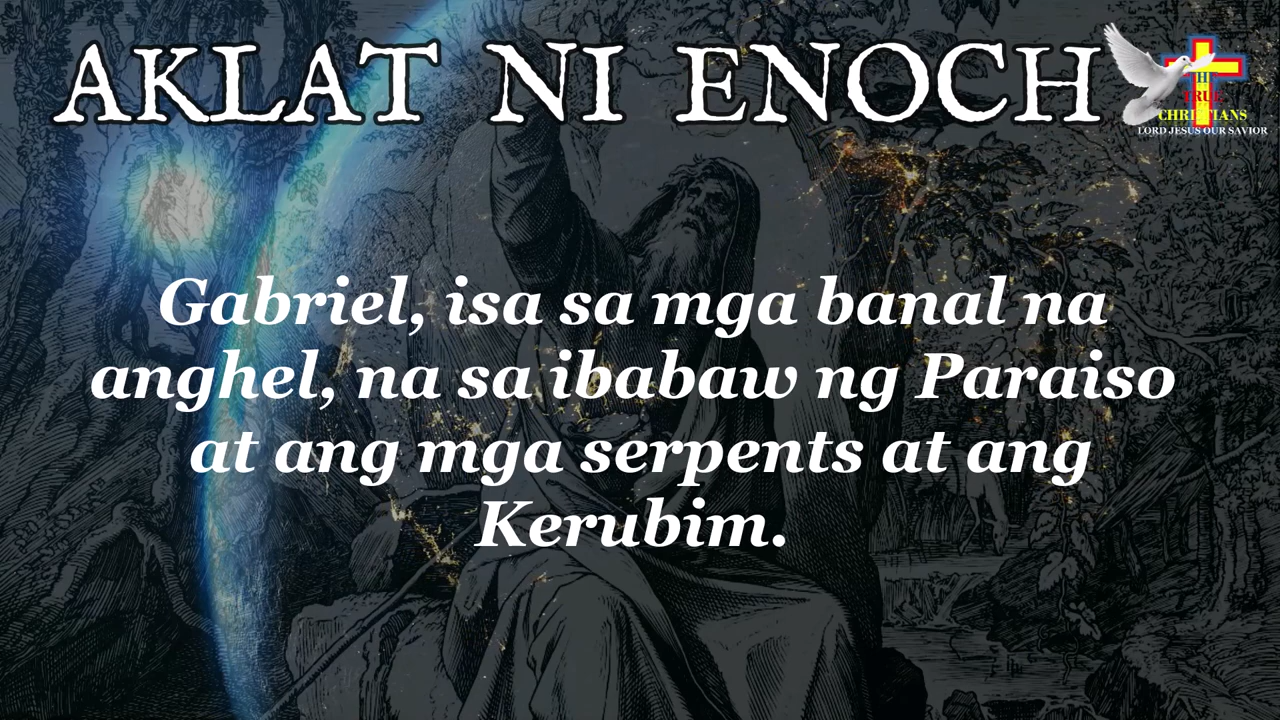 AKLAT NI ENOCH
TRUE
CHRISTIANS
LORD JESUS OUR SAVIOR
Gabriel, isa sa mga banal na
anghel, na sa ibabaw ng Paraiso
at ang mga serpents at ang
Kerubim.